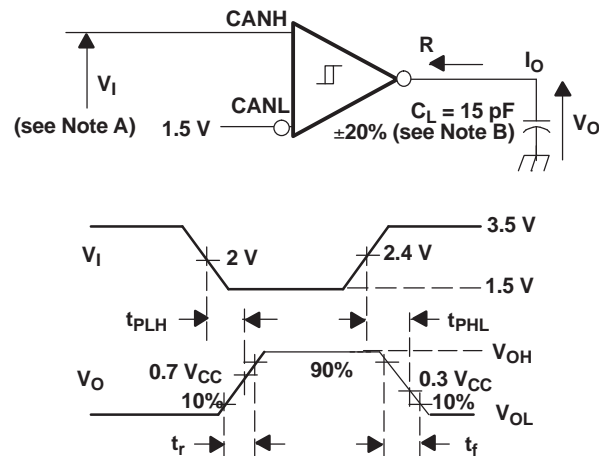 CANH
R
I_O
V_I
CANL
C_L = 15 pF
(see Note A)
1.5 V
±20% (see Note B)
V_O
3.5 V
V_I
2 V
2.4 V
1.5 V
t_PLH
t_PHL
V_OH
0.7 V_CC
90%
0.3 V_CC
V_O
10%
10%
V_OL
t_r
t_f